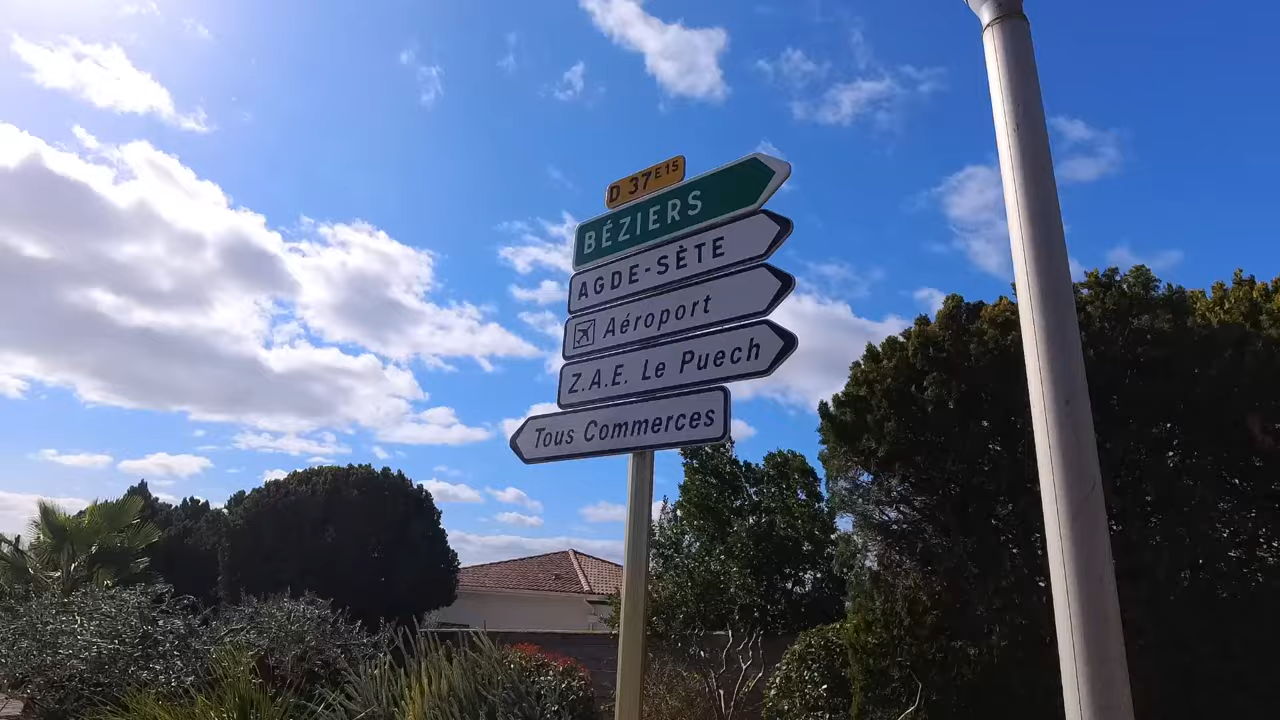 D 37E15
BÉZIERS
AGDE-SÈTE
Aéroport
Z.A.E. Le Puech
Tous Commerces